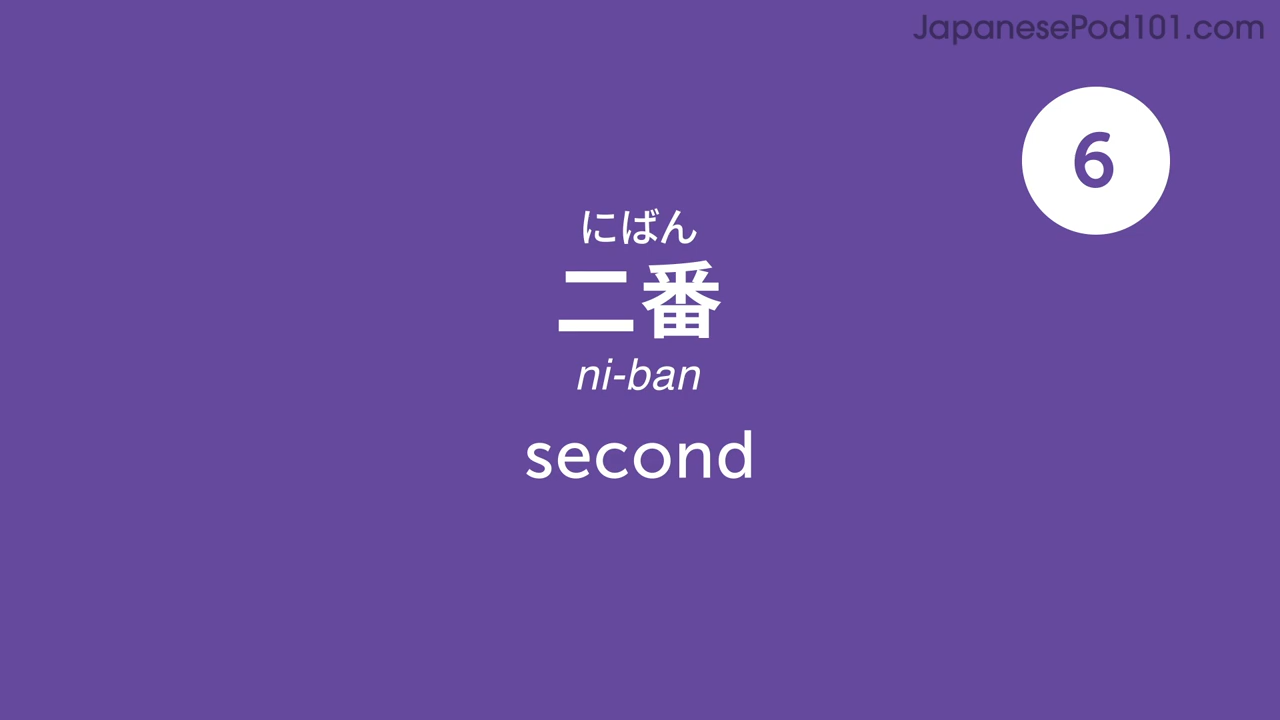 JapanesePod101.com
6
にばん
二番
ni-ban
second